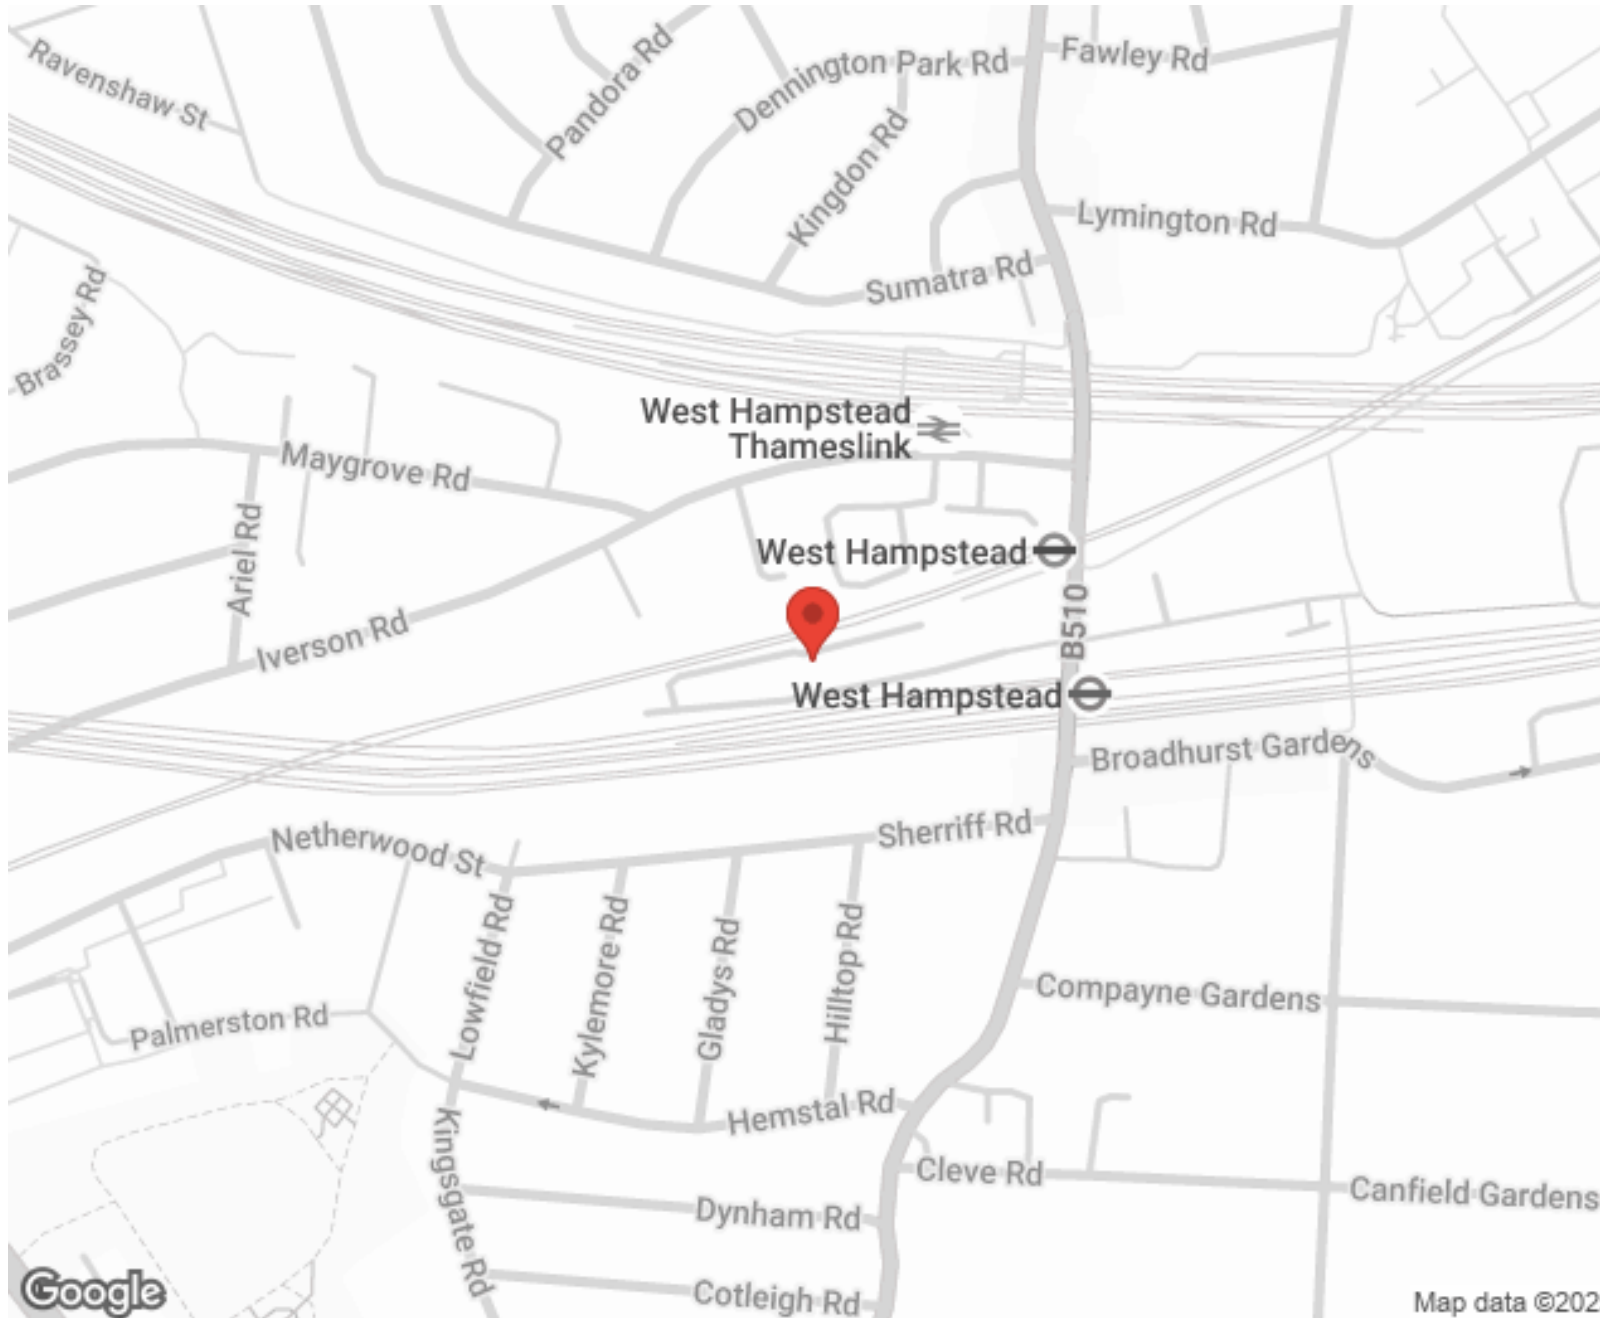 Ravenshaw St
Pandora Rd
Dennington Park Rd
Fawley Rd
Kingdon Rd
Lymington Rd
Sumatra Rd
Brassey Rd
West Hampstead
Thameslink
Maygrove Rd
Ariel Rd
West Hampstead
Iverson Rd
B510
West Hampstead
Broadhurst Gardens
Netherwood St
Sherriff Rd
Lowfield Rd
Kylemore Rd
Gladys Rd
Hilltop Rd
Compayne Gardens
Palmerston Rd
Hemstal Rd
Kingsgate Rd
Cleve Rd
Canfield Gardens
Dynham Rd
Cotleigh Rd
Google
Map data ©202